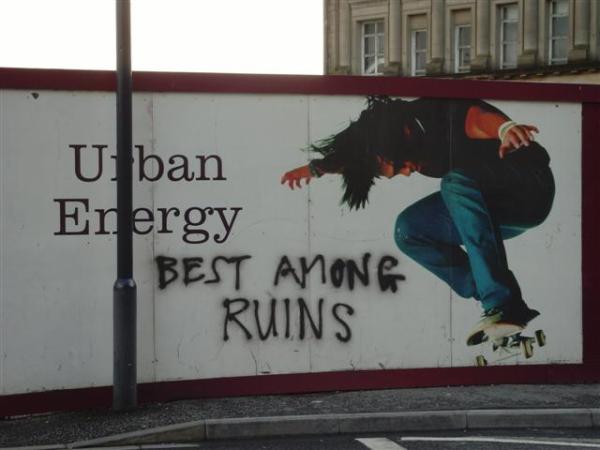 Urban
Energy
BEST AMONG
RUINS